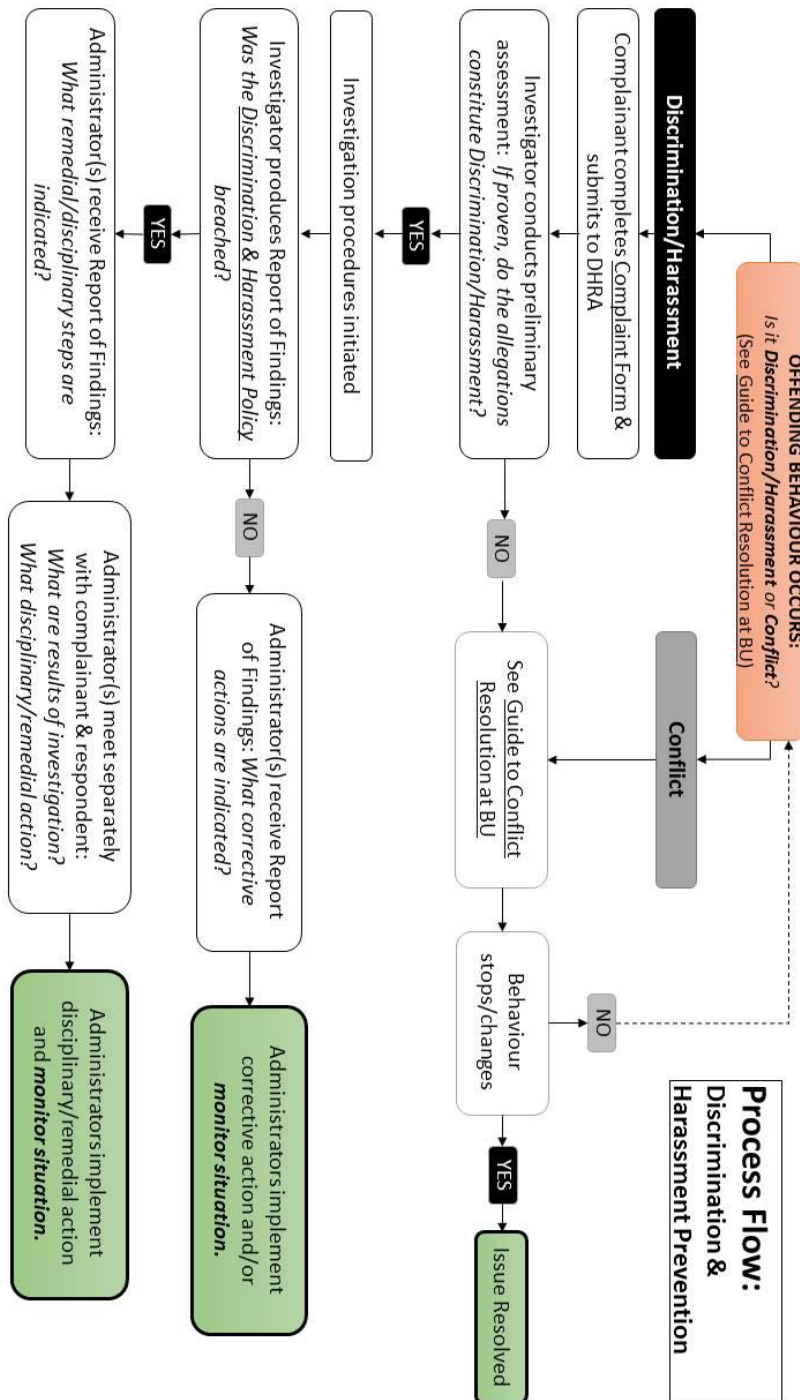 OFFENDING BEHAVIOUR OCCURS:
Is it Discrimination/Harassment or Conflict?
(See Guide to Conflict Resolution at BU)
Process Flow:
Discrimination &
Harassment Prevention
Discrimination/Harassment
Conflict
Complainant completes Complaint Form &
submits to DHRA
NO
Investigator conducts preliminary
assessment: If proven, do the allegations
constitute Discrimination/Harassment?
NO
See Guide to Conflict
Resolution at BU
Behaviour
stops/changes
YES
Issue Resolved
YES
Investigation procedures initiated
Investigator produces Report of Findings:
Was the Discrimination & Harassment Policy
breached?
NO
Administrator(s) receive Report
of Findings: What corrective
actions are indicated?
Administrators implement
corrective action and/or
monitor situation.
YES
Administrator(s) receive Report of Findings:
What remedial/disciplinary steps are
indicated?
Administrator(s) meet separately
with complainant & respondent:
What are results of investigation?
What disciplinary/remedial action?
Administrators implement
disciplinary/remedial action
and monitor situation.